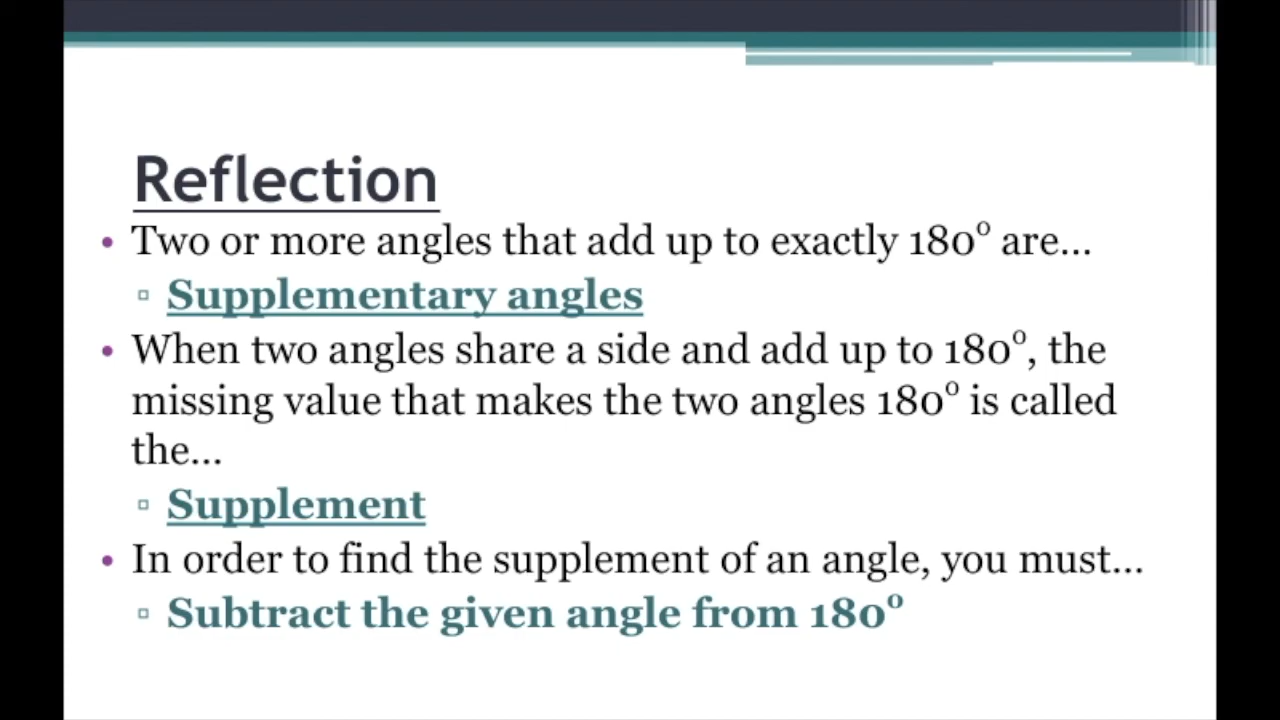 Reflection
• Two or more angles that add up to exactly 180° are...
▫ Supplementary angles
• When two angles share a side and add up to 180°, the
missing value that makes the two angles 180° is called
the...
▫ Supplement
• In order to find the supplement of an angle, you must...
▫ Subtract the given angle from 180°